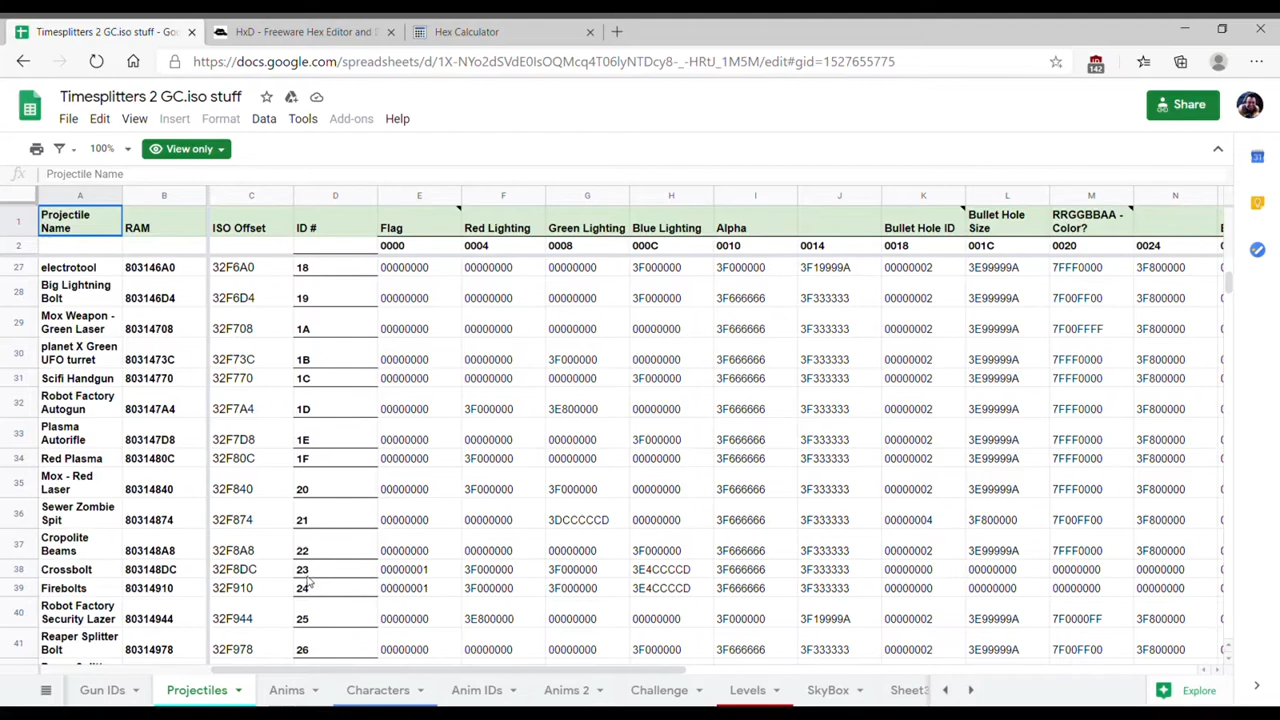 Timesplitters 2 GC.iso stuff - Goo
HxD - Freeware Hex Editor and D
Hex Calculator
https://docs.google.com/spreadsheets/d/1X-NYo2dSVdE0IsOQMcq4T06lyNTDcy8-_-HRtJ_1M5M/edit#gid=1527655775
142
Timesplitters 2 GC.iso stuff
File Edit View Insert Format Data Tools Add-ons Help
Share
100% View only
31
fx Projectile Name
A B C D E F G H I J K L M N
1 Projectile Name RAM ISO Offset ID # Flag Red Lighting Green Lighting Blue Lighting Alpha Bullet Hole ID Bullet Hole Size RRGGBBAA - Color?
2 0000 0004 0008 000C 0010 0014 0018 001C 0020 0024
27 electrotool 803146A0 32F6A0 18 00000000 00000000 00000000 3F000000 3F000000 3F19999A 00000002 3E99999A 7FFF0000 3F800000
28 Big Lightning Bolt 803146D4 32F6D4 19 00000000 00000000 00000000 3F000000 3F666666 3F333333 00000002 3E99999A 7F00FF00 3F800000
29 Mox Weapon - Green Laser 80314708 32F708 1A 00000000 00000000 00000000 00000000 3F666666 3F333333 00000002 3E99999A 7F00FFFF 3F800000
30 planet X Green UFO turret 8031473C 32F73C 1B 00000000 00000000 3F000000 00000000 3F666666 3F333333 00000002 3E99999A 7FFF0000 3F800000
31 Scifi Handgun 80314770 32F770 1C 00000000 00000000 00000000 3F000000 3F666666 3F333333 00000002 3E99999A 7FFF0000 3F800000
32 Robot Factory Autogun 803147A4 32F7A4 1D 00000000 3F000000 3E800000 00000000 3F666666 3F333333 00000002 3E99999A 7FFF0000 3F800000
33 Plasma Autorifle 803147D8 32F7D8 1E 00000000 00000000 00000000 3F000000 3F666666 3F333333 00000002 3E99999A 7FFF0000 3F800000
34 Red Plasma 8031480C 32F80C 1F 00000000 3F000000 00000000 00000000 3F666666 3F333333 00000002 3E99999A 7FFF0000 3F800000
35 Mox - Red Laser 80314840 32F840 20 00000000 3F000000 3F000000 00000000 3F666666 3F333333 00000002 3E99999A 7FFF0000 3F800000
36 Sewer Zombie Spit 80314874 32F874 21 00000000 00000000 3DCCCCCD 00000000 3F666666 3F333333 00000004 3F800000 7F00FF00 3F800000
37 Cropolite Beams 803148A8 32F8A8 22 00000000 00000000 00000000 3F000000 3F666666 3F333333 00000002 3E99999A 7FFF0000 3F800000
38 Crossbolt 803148DC 32F8DC 23 00000001 3F000000 3F000000 3E4CCCCD 3F666666 3F333333 00000000 00000000 00000000 00000000
39 Firebolts 80314910 32F910 24 00000001 3F000000 3F000000 3E4CCCCD 3F666666 3F333333 00000000 00000000 00000000 00000000
40 Robot Factory Security Lazer 80314944 32F944 25 00000000 3E800000 00000000 00000000 3F000000 3F19999A 00000002 3E99999A 7F0000FF 3F800000
41 Reaper Splitter Bolt 80314978 32F978 26 00000000 00000000 00000000 3F000000 3F666666 3F333333 00000002 3E99999A 7FFF0000 3F800000
Gun IDs Projectiles Anims Characters Anim IDs Anims 2 Challenge Levels SkyBox Sheet3 Explore